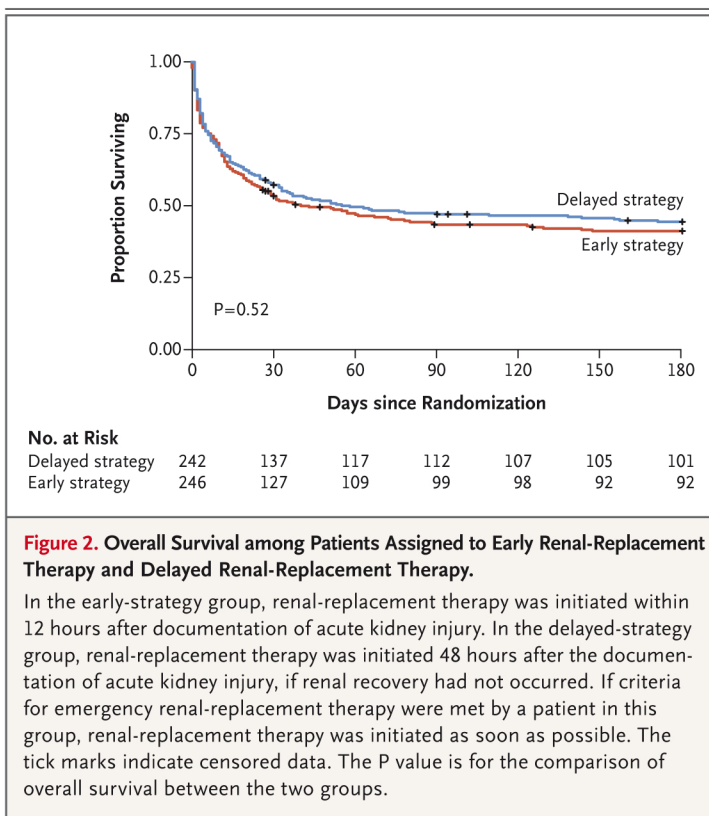 1.00
0.75
0.50
0.25
0.00
Proportion Surviving
Delayed strategy
Early strategy
P=0.52
0 30 60 90 120 150 180
Days since Randomization
No. at Risk
Delayed strategy 242 137 117 112 107 105 101
Early strategy 246 127 109 99 98 92 92
Figure 2. Overall Survival among Patients Assigned to Early Renal-Replacement
Therapy and Delayed Renal-Replacement Therapy.
In the early-strategy group, renal-replacement therapy was initiated within
12 hours after documentation of acute kidney injury. In the delayed-strategy
group, renal-replacement therapy was initiated 48 hours after the documen-
tation of acute kidney injury, if renal recovery had not occurred. If criteria
for emergency renal-replacement therapy were met by a patient in this
group, renal-replacement therapy was initiated as soon as possible. The
tick marks indicate censored data. The P value is for the comparison of
overall survival between the two groups.